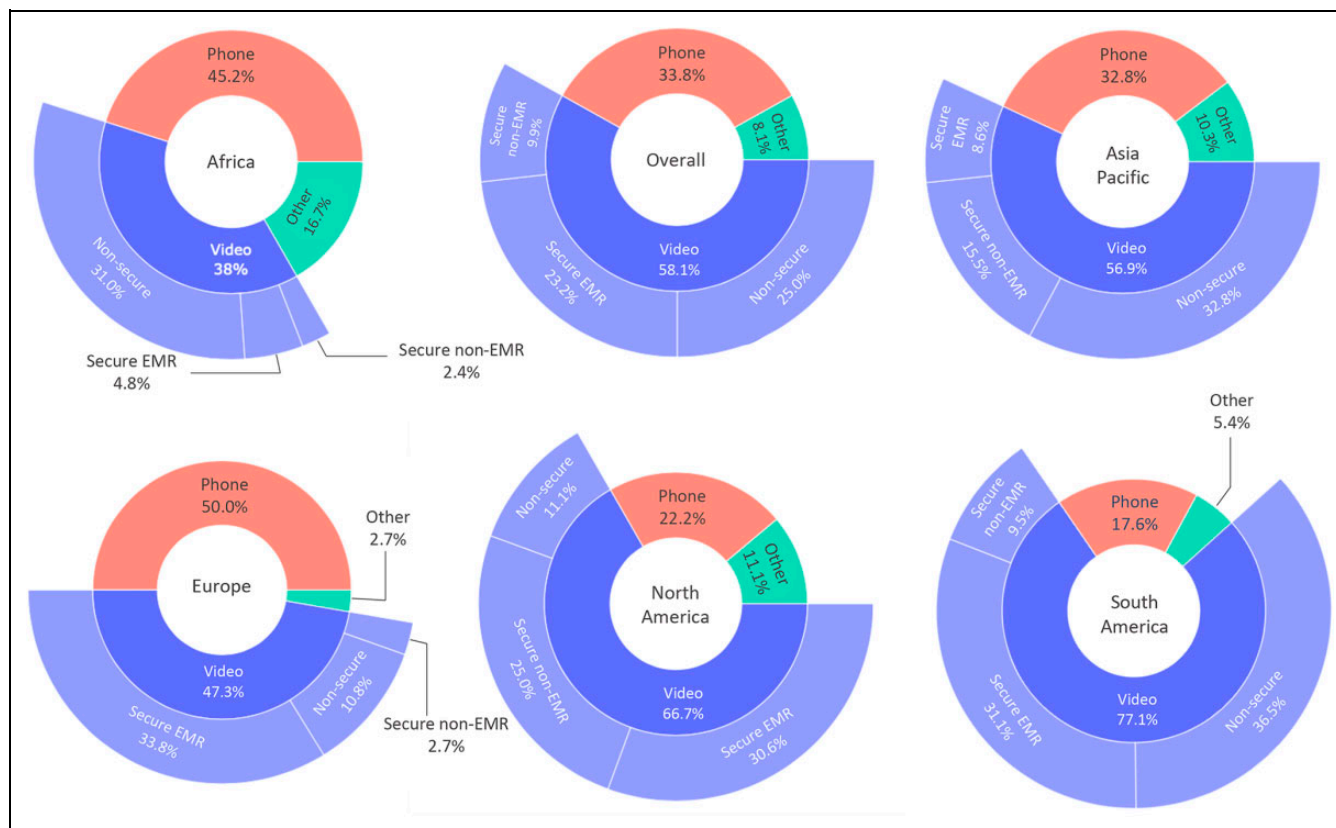 Phone
45.2%
Africa
Other
16.7%
Video
38%
Non-secure
31.0%
Secure EMR
4.8%
Secure non-EMR
2.4%
Phone
33.8%
Overall
Other
8.1%
Video
58.1%
Secure
non-EMR
9.9%
Secure EMR
23.2%
Non-secure
25.0%
Phone
32.8%
Asia
Pacific
Other
10.3%
Video
56.9%
Secure
EMR
8.6%
Secure non-EMR
15.5%
Non-secure
32.8%
Phone
50.0%
Europe
Other
2.7%
Video
47.3%
Secure EMR
33.8%
Non-secure
10.8%
Secure non-EMR
2.7%
Phone
22.2%
North
America
Other
11.1%
Video
66.7%
Non-secure
11.1%
Secure non-EMR
25.0%
Secure EMR
30.6%
Other
5.4%
Phone
17.6%
South
America
Video
77.1%
Secure
non-EMR
9.5%
Secure EMR
31.1%
Non-secure
36.5%